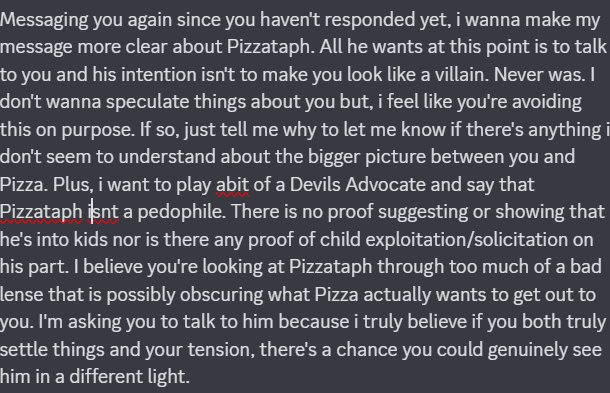 Messaging you again since you haven't responded yet, i wanna make my
message more clear about Pizzataph. All he wants at this point is to talk
to you and his intention isn't to make you look like a villain. Never was. I
don't wanna speculate things about you but, i feel like you're avoiding
this on purpose. If so, just tell me why to let me know if there's anything i
don't seem to understand about the bigger picture between you and
Pizza. Plus, i want to play abit of a Devils Advocate and say that
Pizzataph isnt a pedophile. There is no proof suggesting or showing that
he's into kids nor is there any proof of child exploitation/solicitation on
his part. I believe you're looking at Pizzataph through too much of a bad
lense that is possibly obscuring what Pizza actually wants to get out to
you. I'm asking you to talk to him because i truly believe if you both truly
settle things and your tension, there's a chance you could genuinely see
him in a different light.